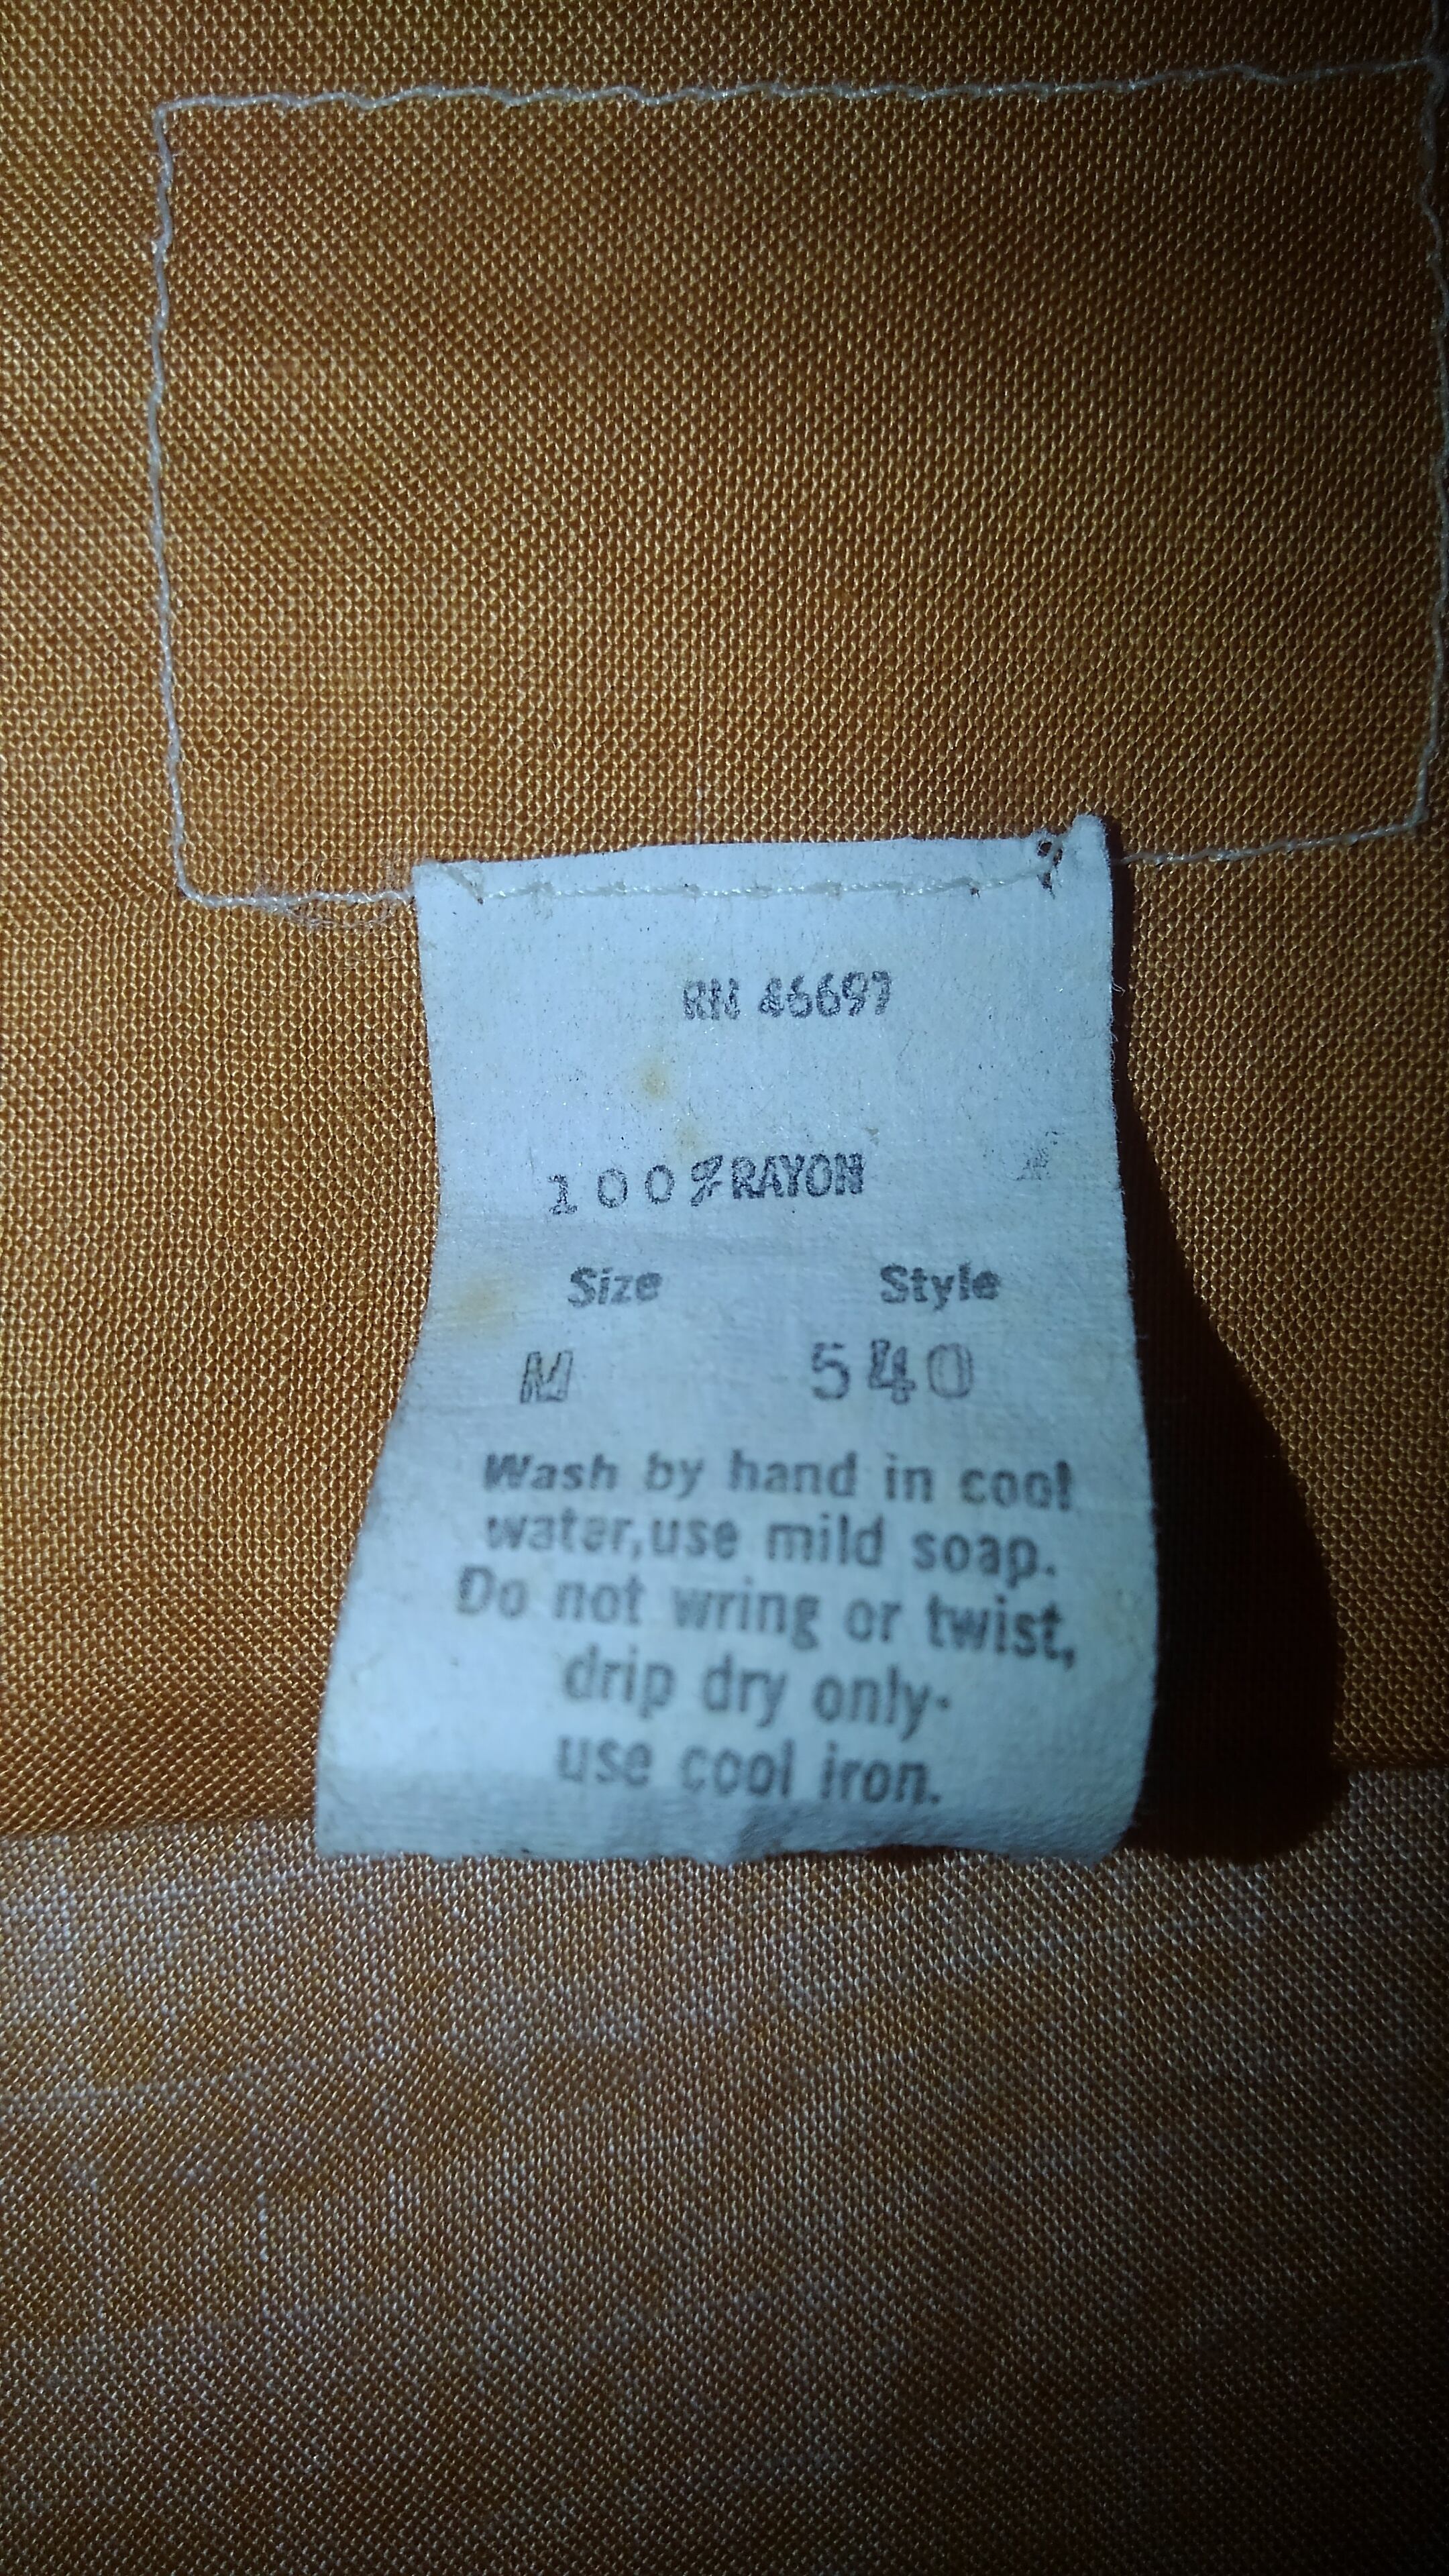 RN 46697
100%RAYON
Size Style
M 540
Wash by hand in cool
water,use mild soap.
Do not wring or twist,
drip dry only-
use cool iron.